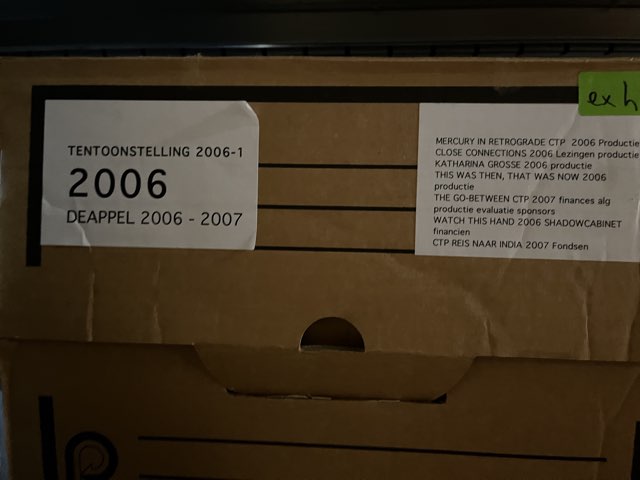 TENTOONSTELLING 2006-1
2006
DEAPPEL 2006 - 2007
ex h
MERCURY IN RETROGRADE CTP 2006 Productie
CLOSE CONNECTIONS 2006 Lezingen productie
KATHARINA GROSSE 2006 productie
THIS WAS THEN, THAT WAS NOW 2006
productie
THE GO-BETWEEN CTP 2007 finances alg
productie evaluatie sponsors
WATCH THIS HAND 2006 SHADOWCABINET
financien
CTP REIS NAAR INDIA 2007 Fondsen